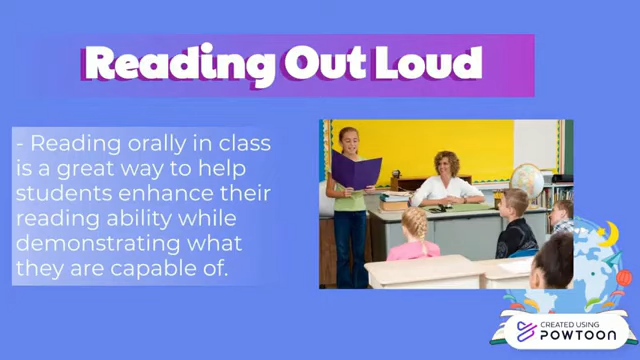 Reading Out Loud
- Reading orally in class
is a great way to help
students enhance their
reading ability while
demonstrating what
they are capable of.
CREATED USING
POWTOON